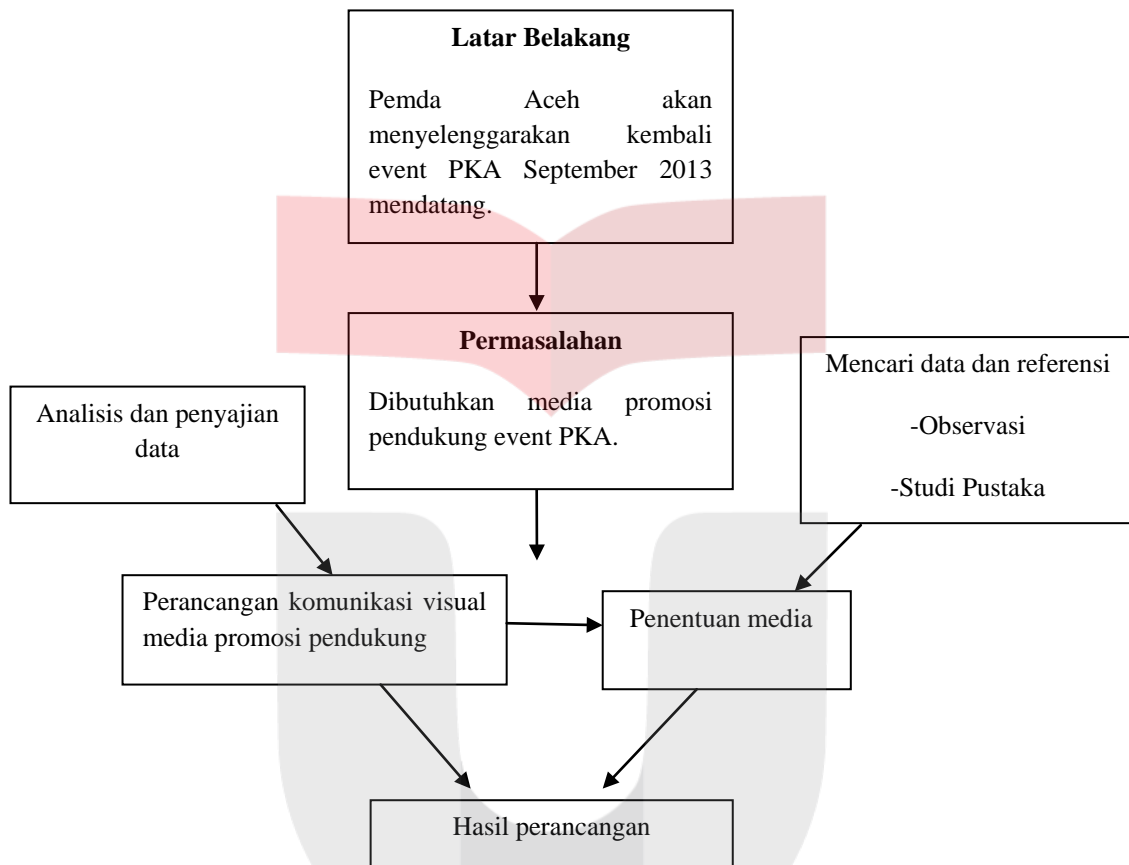 Latar Belakang
Pemda Aceh akan
menyelenggarakan kembali
event PKA September 2013
mendatang.
Permasalahan
Dibutuhkan media promosi
pendukung event PKA.
Mencari data dan referensi
-Observasi
-Studi Pustaka
Analisis dan penyajian
data
Perancangan komunikasi visual
media promosi pendukung
Penentuan media
Hasil perancangan